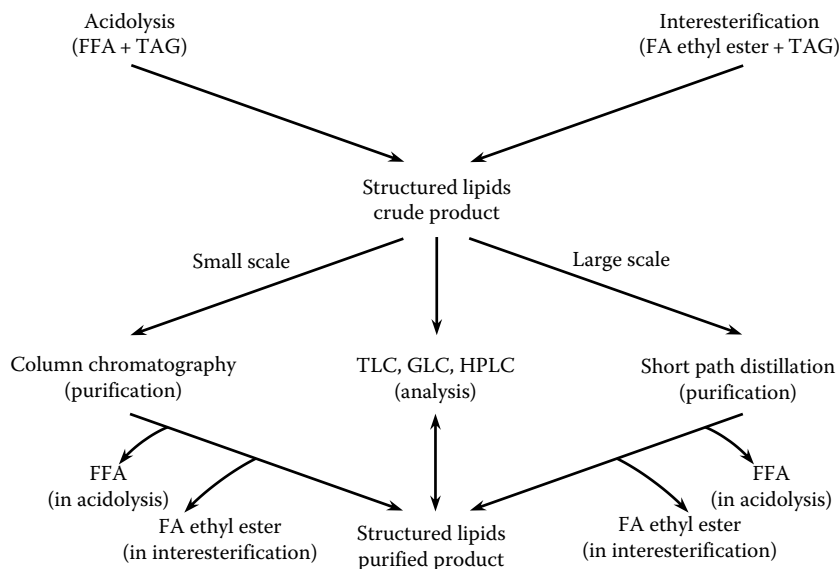 Acidolysis
(FFA + TAG)
Interesterification
(FA ethyl ester + TAG)
Structured lipids
crude product
Small scale
Large scale
Column chromatography
(purification)
TLC, GLC, HPLC
(analysis)
Short path distillation
(purification)
FFA
(in acidolysis)
FA ethyl ester
(in interesterification)
Structured lipids
purified product
FA ethyl ester
(in interesterification)
FFA
(in acidolysis)